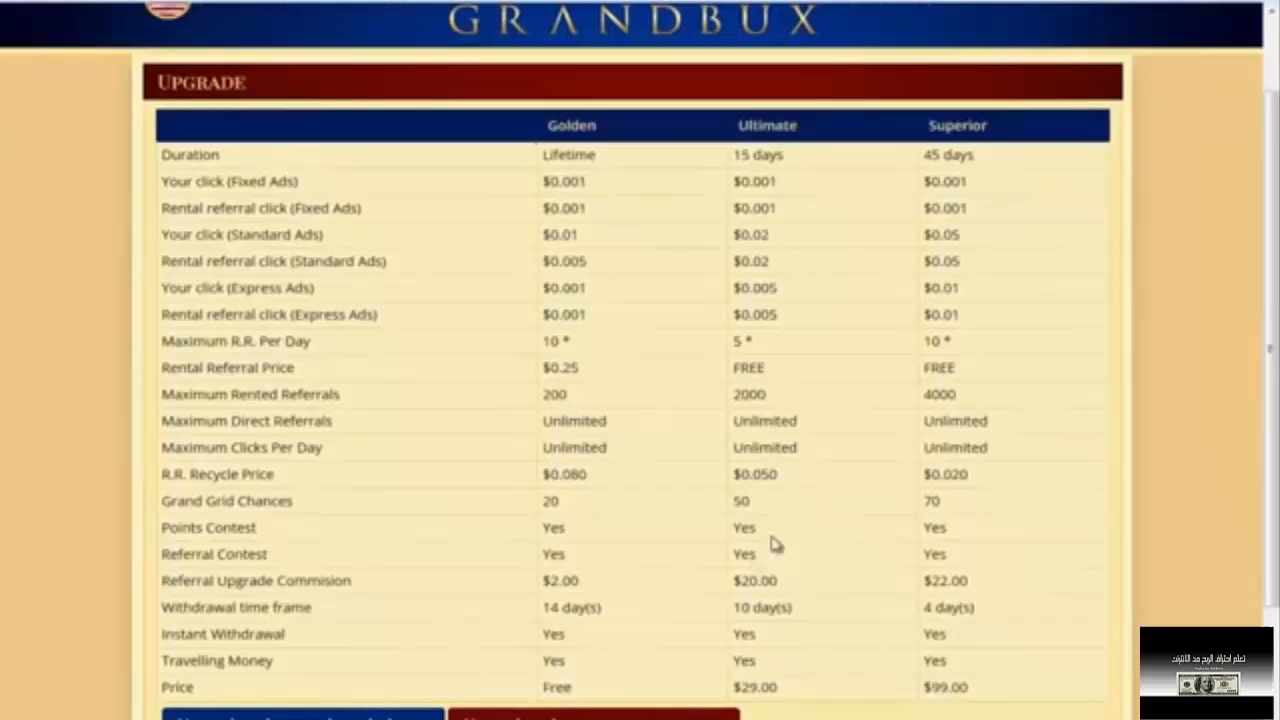 GRANDBUX
UPGRADE
Golden Ultimate Superior
Duration Lifetime 15 days 45 days
Your click (Fixed Ads) $0.001 $0.001 $0.001
Rental referral click (Fixed Ads) $0.001 $0.001 $0.001
Your click (Standard Ads) $0.01 $0.02 $0.05
Rental referral click (Standard Ads) $0.005 $0.02 $0.05
Your click (Express Ads) $0.001 $0.005 $0.01
Rental referral click (Express Ads) $0.001 $0.005 $0.01
Maximum R.R. Per Day 10 * 5 * 10 *
Rental Referral Price $0.25 FREE FREE
Maximum Rented Referrals 200 2000 4000
Maximum Direct Referrals Unlimited Unlimited Unlimited
Maximum Clicks Per Day Unlimited Unlimited Unlimited
R.R. Recycle Price $0.080 $0.050 $0.020
Grand Grid Chances 20 50 70
Points Contest Yes Yes Yes
Referral Contest Yes Yes Yes
Referral Upgrade Commision $2.00 $20.00 $22.00
Withdrawal time frame 14 day(s) 10 day(s) 4 day(s)
Instant Withdrawal Yes Yes Yes
Travelling Money Yes Yes Yes
Price Free $29.00 $99.00
تعلم احتراف الربح من الانترنت